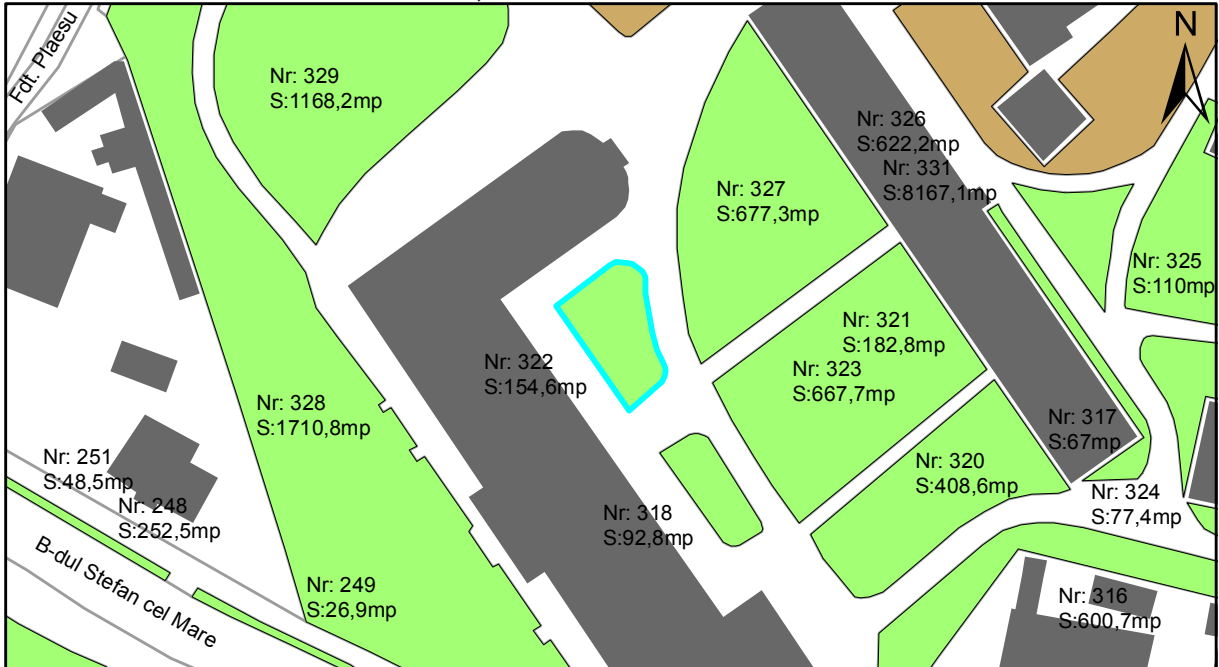 N
Fdt. Plaesu
Nr: 329
S:1168,2mp
Nr: 326
S:622,2mp
Nr: 331
S:8167,1mp
Nr: 327
S:677,3mp
Nr: 325
S:110mp
Nr: 321
S:182,8mp
Nr: 322
S:154,6mp
Nr: 323
S:667,7mp
Nr: 328
S:1710,8mp
Nr: 317
S:67mp
Nr: 251
S:48,5mp
Nr: 320
S:408,6mp
Nr: 248
S:252,5mp
Nr: 318
S:92,8mp
Nr: 324
S:77,4mp
B-dul Stefan cel Mare
Nr: 249
S:26,9mp
Nr: 316
S:600,7mp